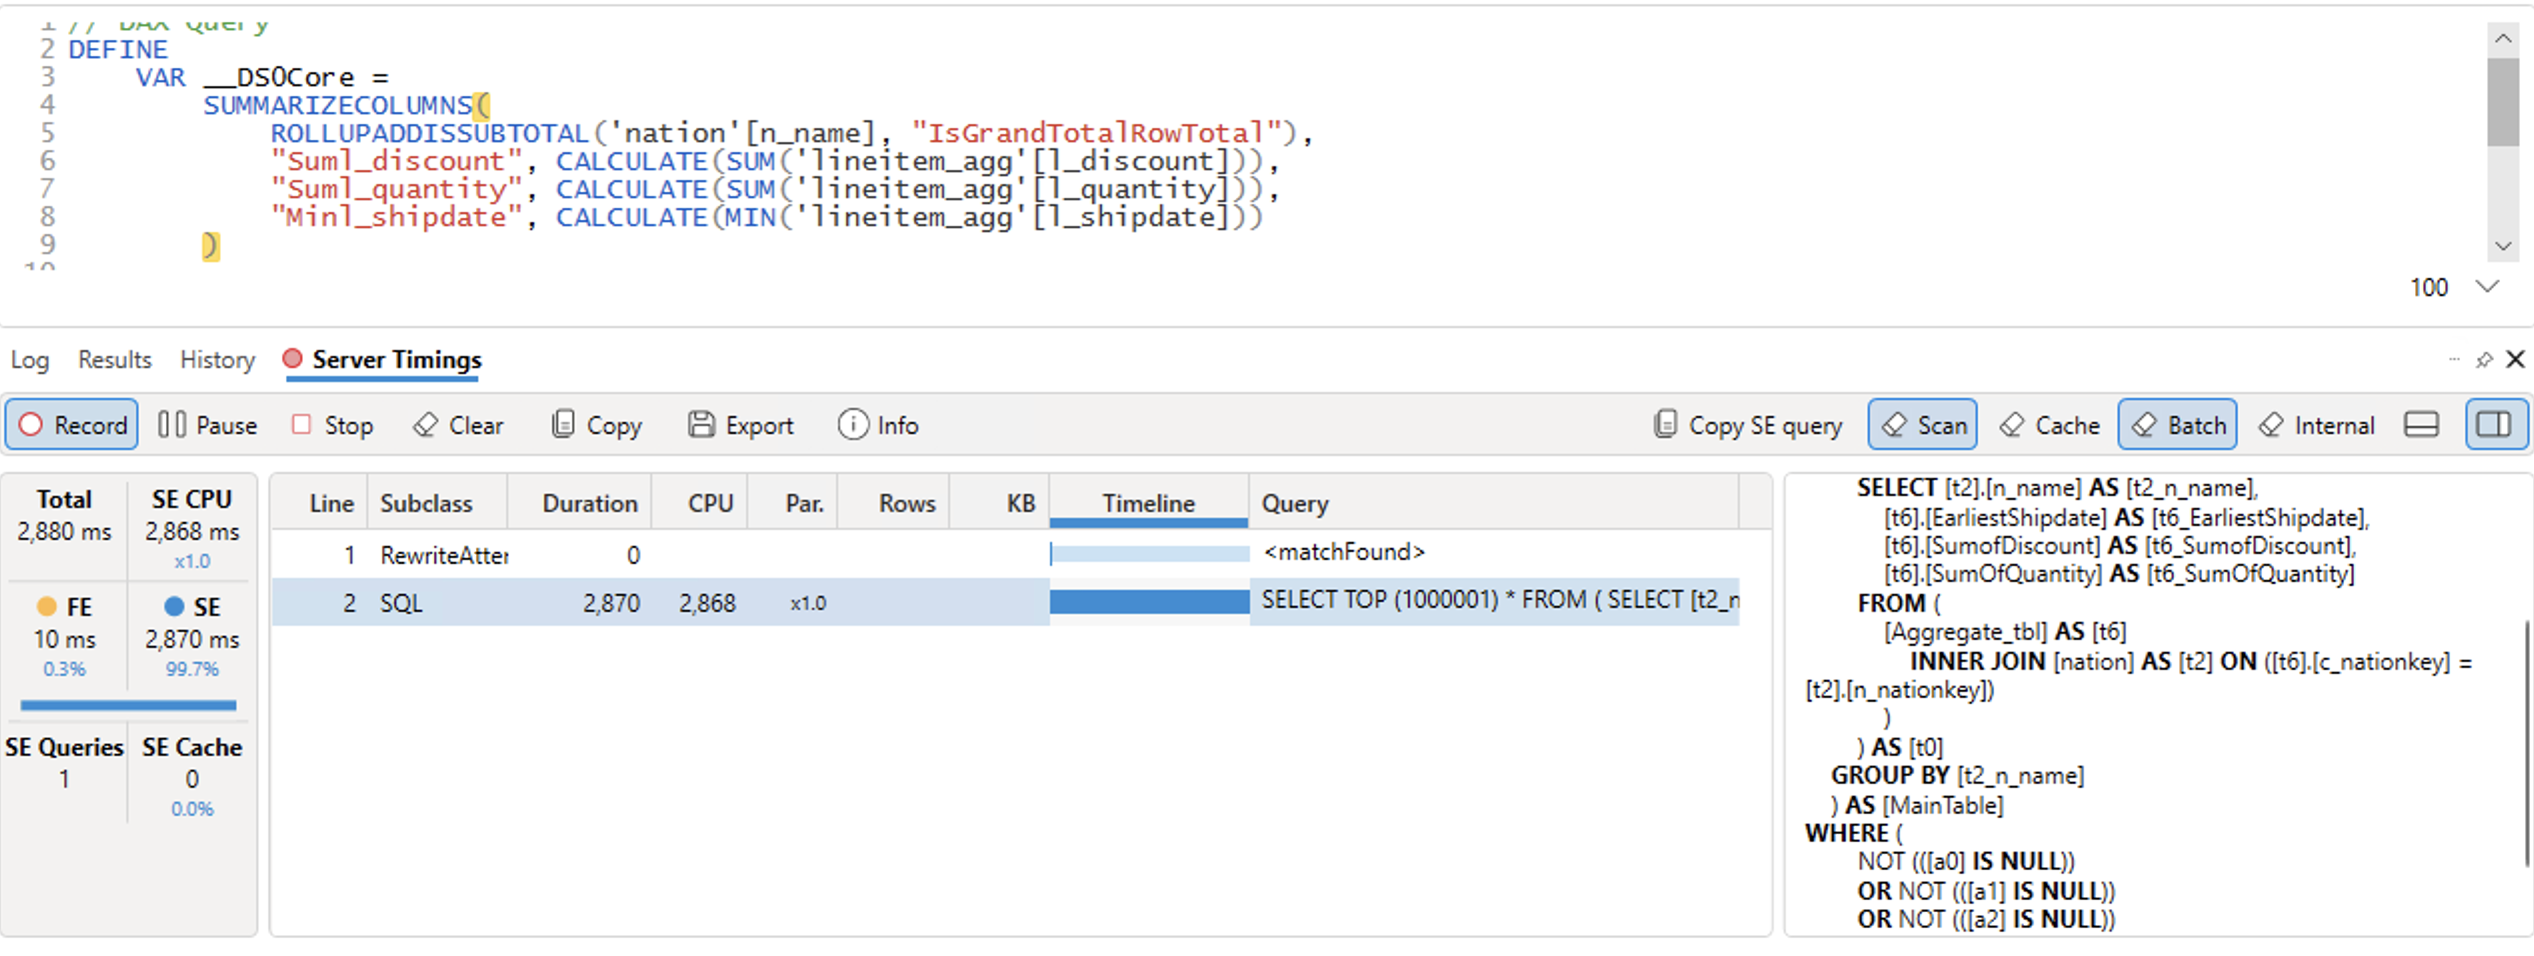 1 // DAX Query
2 DEFINE
3 VAR __DS0Core =
4 SUMMARIZECOLUMNS(
5 ROLLUPADDISSUBTOTAL('nation'[n_name], "IsGrandTotalRowTotal"),
6 "Suml_discount", CALCULATE(SUM('lineitem_agg'[l_discount])),
7 "Suml_quantity", CALCULATE(SUM('lineitem_agg'[l_quantity])),
8 "Minl_shipdate", CALCULATE(MIN('lineitem_agg'[l_shipdate]))
9 )
10
100
Log Results History Server Timings
Record Pause Stop Clear Copy Export Info Copy SE query Scan Cache Batch Internal
Total SE CPU
2,880 ms 2,868 ms
x1.0
FE SE
10 ms 2,870 ms
0.3% 99.7%
SE Queries SE Cache
1 0
0.0%
Line Subclass Duration CPU Par. Rows KB Timeline Query
1 RewriteAtter 0 <matchFound>
2 SQL 2,870 2,868 x1.0 SELECT TOP (1000001) * FROM ( SELECT [t2_n
SELECT [t2].[n_name] AS [t2_n_name],
[t6].[EarliestShipdate] AS [t6_EarliestShipdate],
[t6].[SumofDiscount] AS [t6_SumofDiscount],
[t6].[SumOfQuantity] AS [t6_SumOfQuantity]
FROM (
[Aggregate_tbl] AS [t6]
INNER JOIN [nation] AS [t2] ON ([t6].[c_nationkey] =
[t2].[n_nationkey])
)
) AS [t0]
GROUP BY [t2_n_name]
) AS [MainTable]
WHERE (
NOT (([a0] IS NULL))
OR NOT (([a1] IS NULL))
OR NOT (([a2] IS NULL))